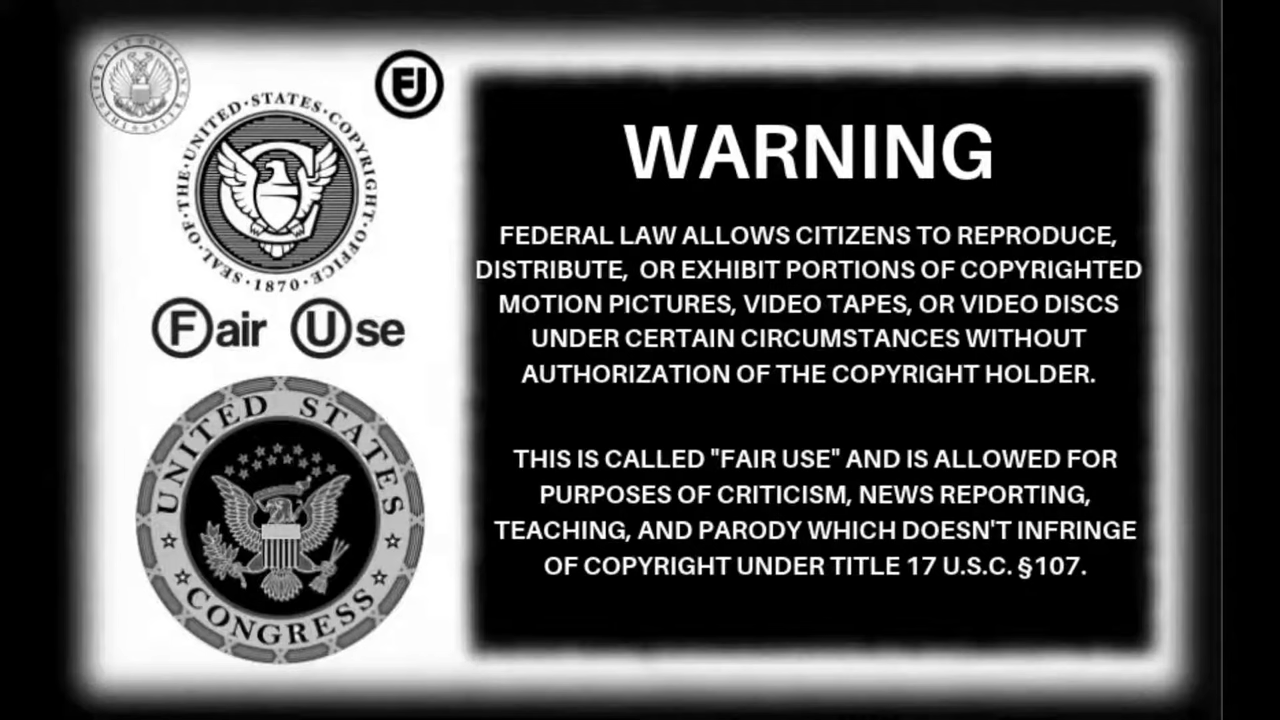 SEAL·OF·THE·UNITED·STATES·COPYRIGHT·OFFICE·
·1870·
Fair Use
UNITED STATES
CONGRESS
WARNING
FEDERAL LAW ALLOWS CITIZENS TO REPRODUCE,
DISTRIBUTE, OR EXHIBIT PORTIONS OF COPYRIGHTED
MOTION PICTURES, VIDEO TAPES, OR VIDEO DISCS
UNDER CERTAIN CIRCUMSTANCES WITHOUT
AUTHORIZATION OF THE COPYRIGHT HOLDER.
THIS IS CALLED "FAIR USE" AND IS ALLOWED FOR
PURPOSES OF CRITICISM, NEWS REPORTING,
TEACHING, AND PARODY WHICH DOESN'T INFRINGE
OF COPYRIGHT UNDER TITLE 17 U.S.C. §107.